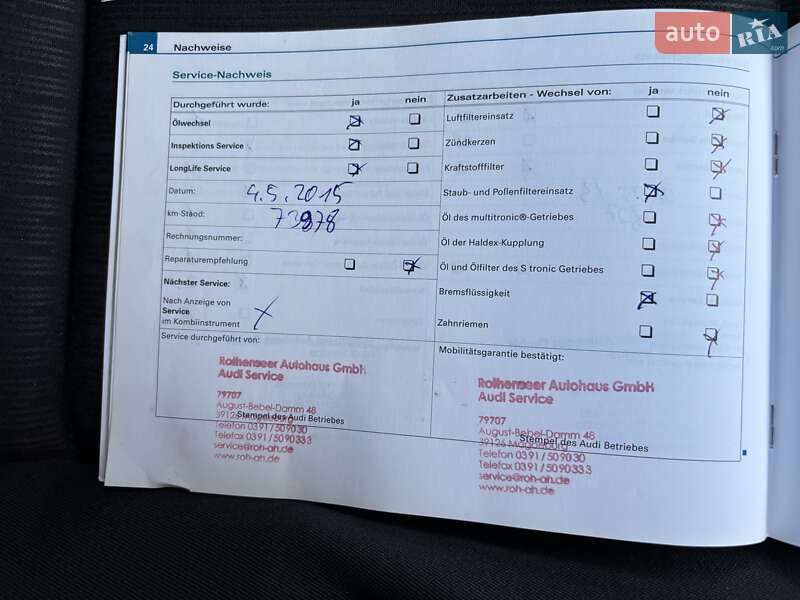 auto RIA
.com
24 Nachweise
Service-Nachweis
Durchgeführt wurde: ja nein
Ölwechsel
Inspektions Service
LongLife Service
Datum: 4.5.2015
km-Stand: 73978
Rechnungsnummer:
Reparaturempfehlung
Nächster Service:
Nach Anzeige von
Service
im Kombiinstrument X
Service durchgeführt von:
Rothenseer Autohaus GmbH
Audi Service
79707
August-Bebel-Damm 48
39126 Magdeburg
Stempel des Audi Betriebes
Telefon 0391/509030
Telefax 0391/5090333
service@roh-ah.de
www.roh-ah.de
Zusatzarbeiten - Wechsel von: ja nein
Luftfiltereinsatz
Zündkerzen
Kraftstofffilter
Staub- und Pollenfiltereinsatz
Öl des multitronic®-Getriebes
Öl der Haldex-Kupplung
Öl und Ölfilter des S tronic Getriebes
Bremsflüssigkeit
Zahnriemen
Mobilitätsgarantie bestätigt:
Rothenseer Autohaus GmbH
Audi Service
79707
August-Bebel-Damm 48
39126 Magdeburg
Stempel des Audi Betriebes
Telefon 0391/509030
Telefax 0391/5090333
service@roh-ah.de
www.roh-ah.de